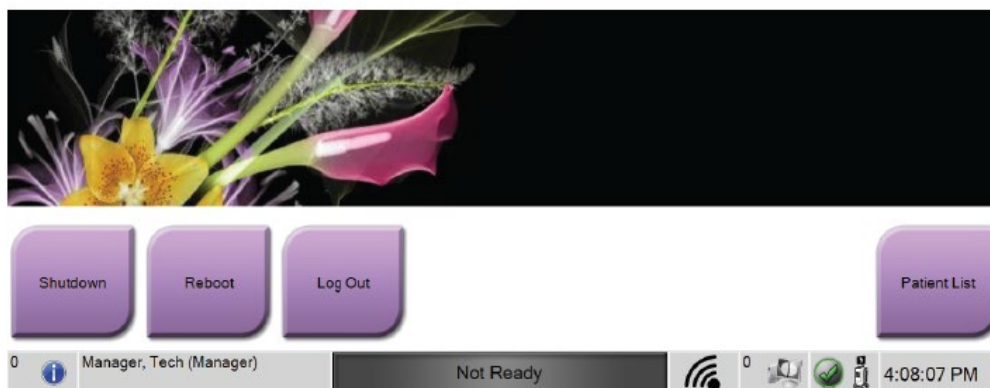 Shutdown
Reboot
Log Out
Patient List
0
Manager, Tech (Manager)
Not Ready
0
4:08:07 PM